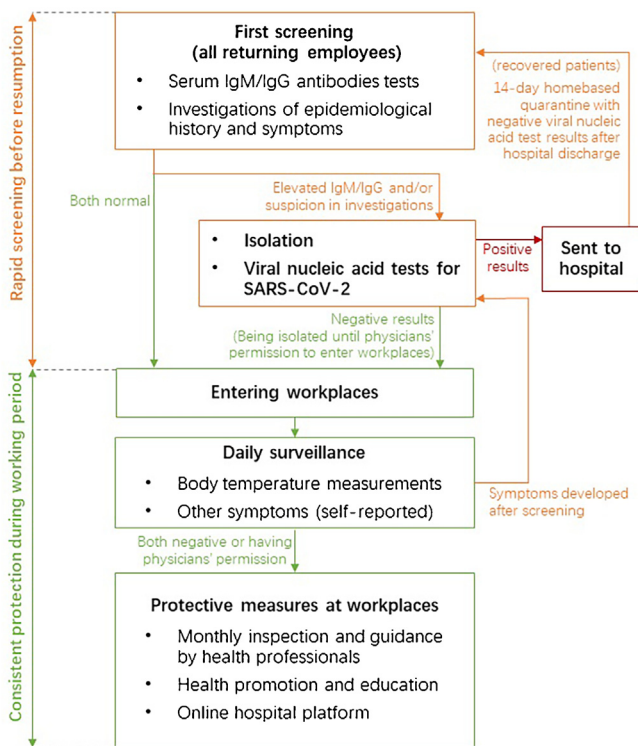 Rapid screening before resumption
First screening
(all returning employees)
• Serum IgM/IgG antibodies tests
• Investigations of epidemiological
history and symptoms
(recovered patients)
14-day homebased
quarantine with
negative viral nucleic
acid test results after
hospital discharge
Both normal
Elevated IgM/IgG and/or
suspicion in investigations
• Isolation
• Viral nucleic acid tests for
SARS-CoV-2
Positive
results
Sent to
hospital
Negative results
(Being isolated until physicians'
permission to enter workplaces)
Consistent protection during working period
Entering workplaces
Daily surveillance
• Body temperature measurements
• Other symptoms (self-reported)
Symptoms developed
after screening
Both negative or having
physicians' permission
Protective measures at workplaces
• Monthly inspection and guidance
by health professionals
• Health promotion and education
• Online hospital platform